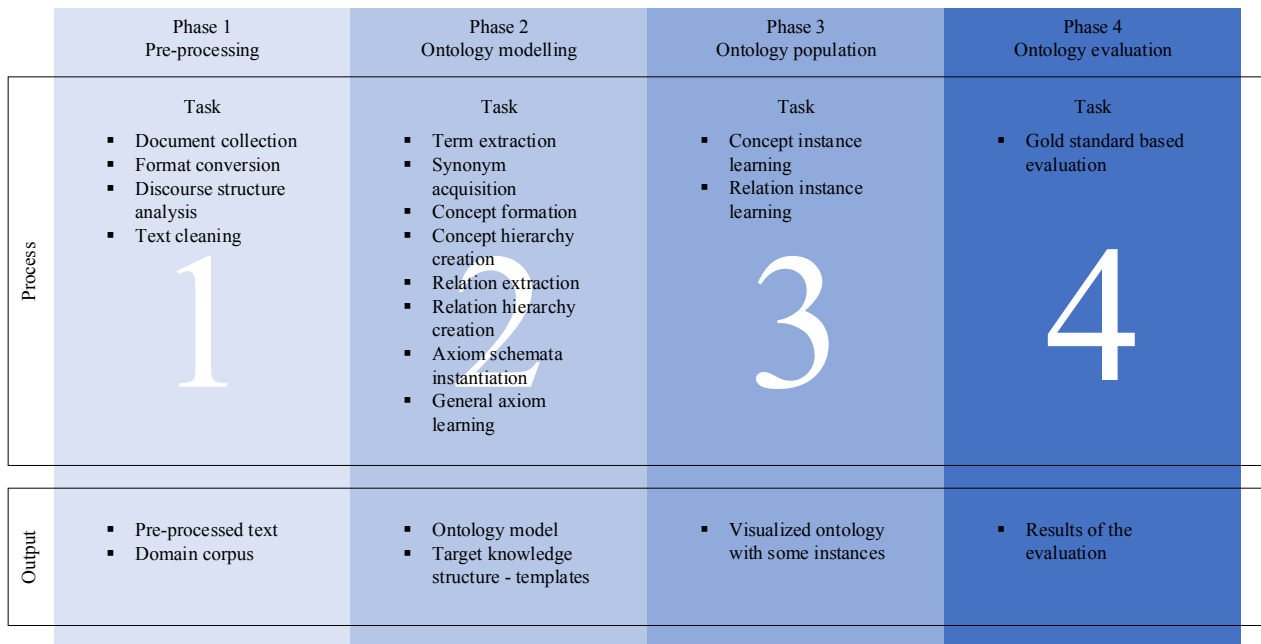 Phase 1
Pre-processing
Phase 2
Ontology modelling
Phase 3
Ontology population
Phase 4
Ontology evaluation
Process
Task
▪ Document collection
▪ Format conversion
▪ Discourse structure
analysis
▪ Text cleaning
1
Task
▪ Term extraction
▪ Synonym
acquisition
▪ Concept formation
▪ Concept hierarchy
creation
▪ Relation extraction
▪ Relation hierarchy
creation
▪ Axiom schemata
instantiation
▪ General axiom
learning
2
Task
▪ Concept instance
learning
▪ Relation instance
learning
3
Task
▪ Gold standard based
evaluation
4
Output
▪ Pre-processed text
▪ Domain corpus
▪ Ontology model
▪ Target knowledge
structure - templates
▪ Visualized ontology
with some instances
▪ Results of the
evaluation